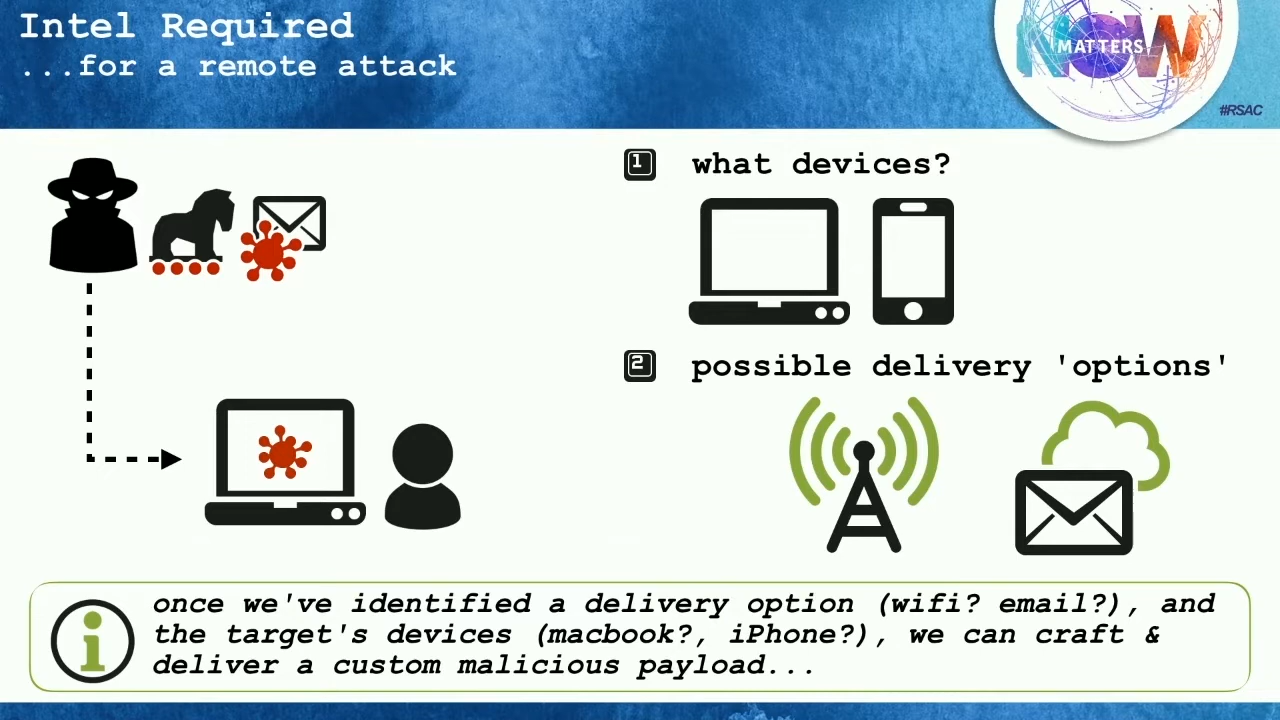 Intel Required
...for a remote attack
NOW
MATTERS
#RSAC
1 what devices?
2 possible delivery 'options'
once we've identified a delivery option (wifi? email?), and
the target's devices (macbook?, iPhone?), we can craft &
deliver a custom malicious payload...